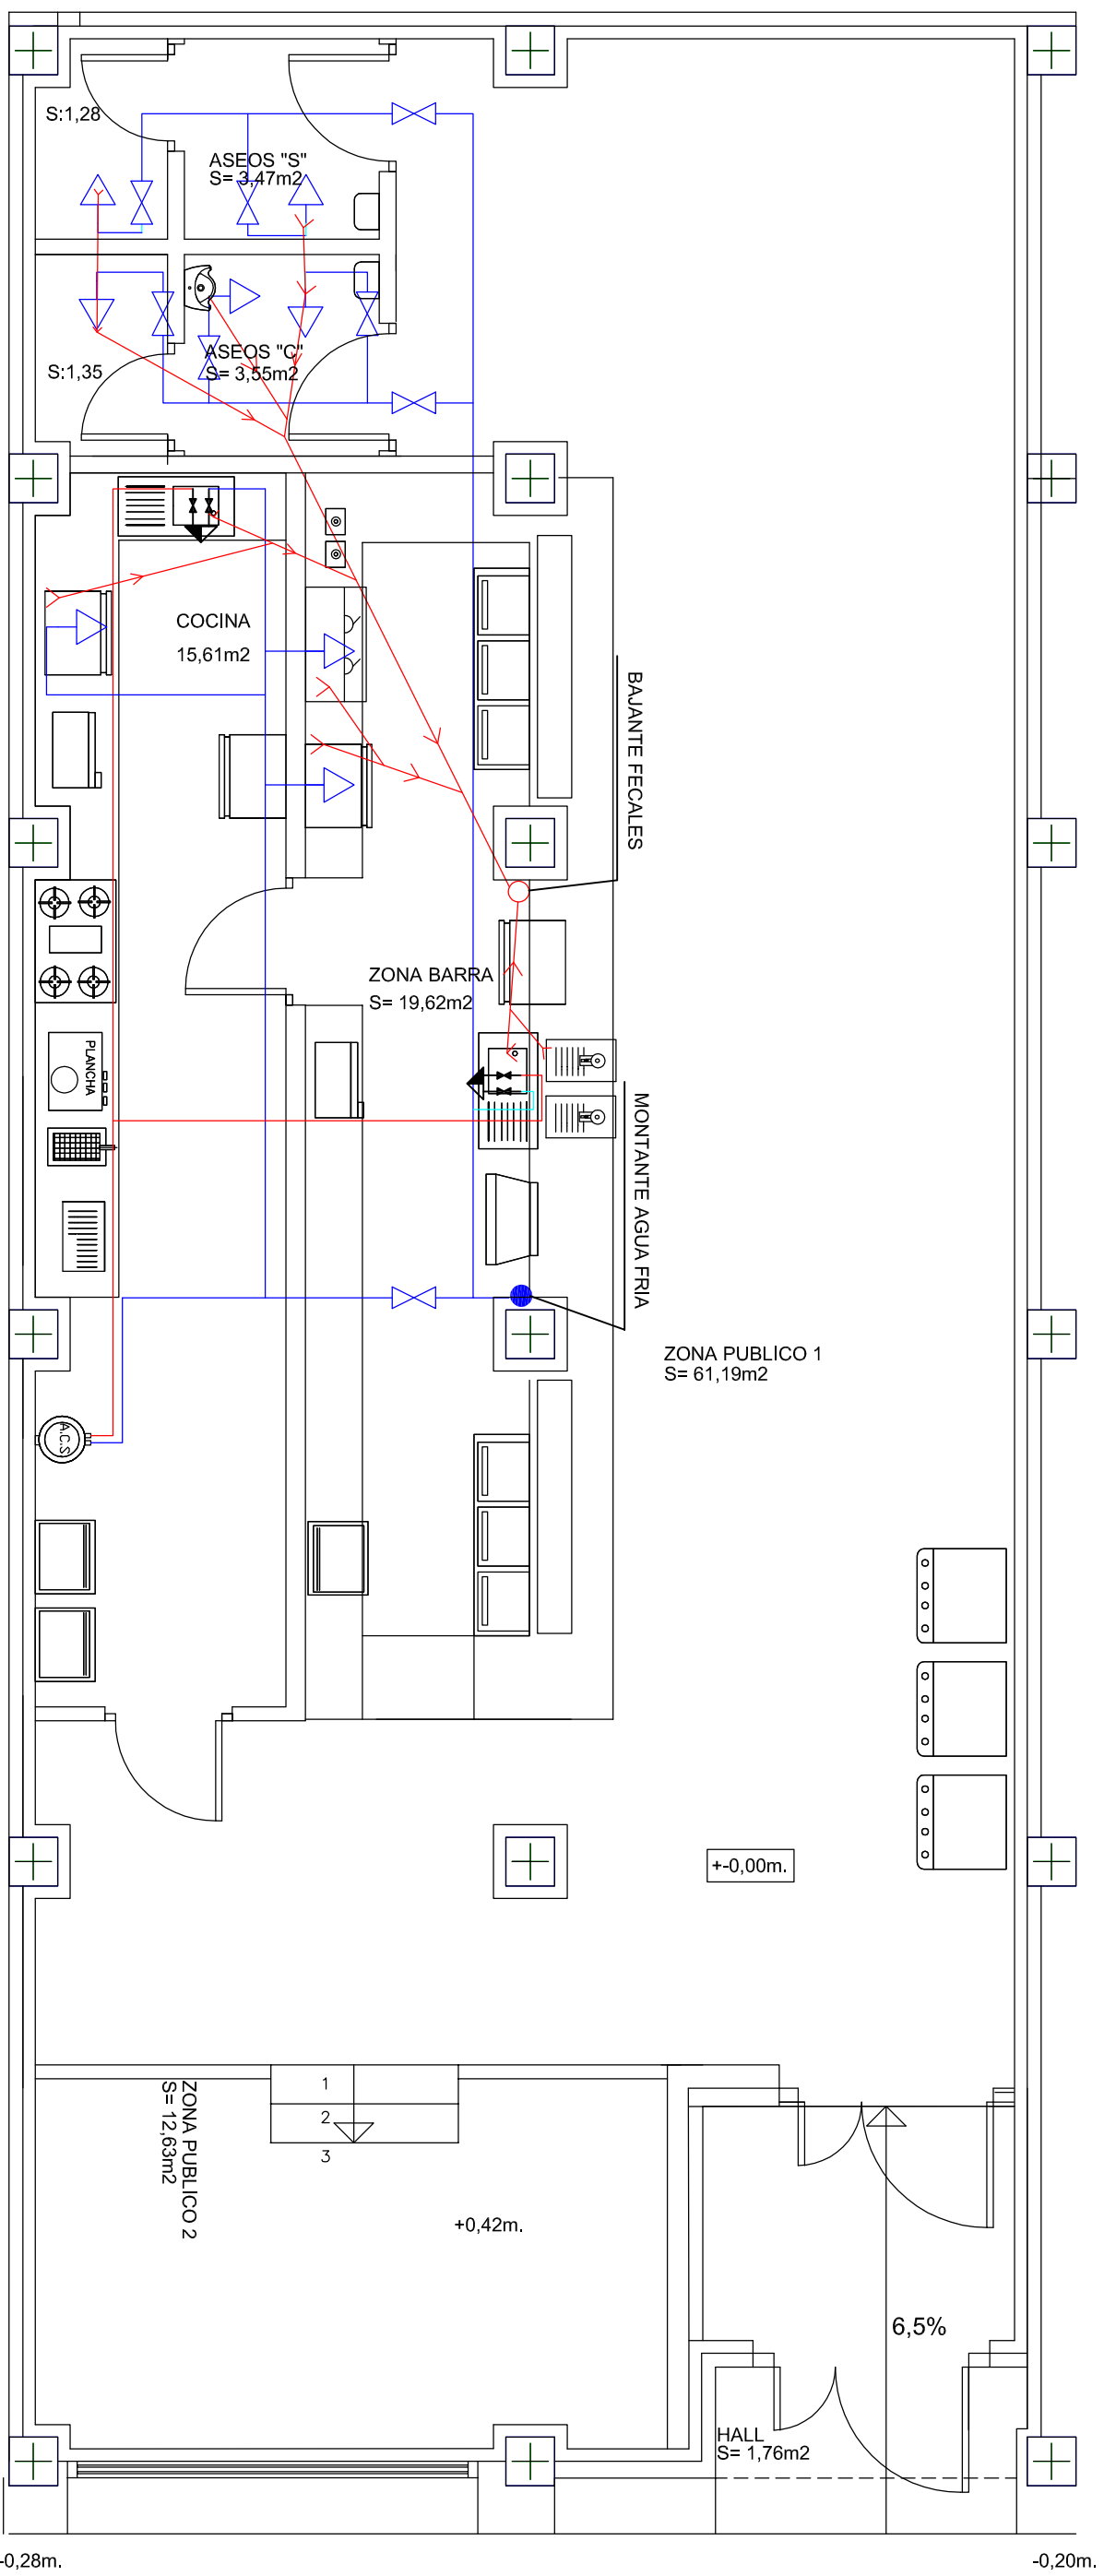 S:1,28
ASEOS "S"
S= 3,47m2
S:1,35
ASEOS "C"
S= 3,55m2
COCINA
15,61m2
BAJANTE FECALES
ZONA BARRA
S= 19,62m2
PLANCHA
MONTANTE AGUA FRIA
ZONA PUBLICO 1
S= 61,19m2
A.C.S
+-0,00m.
1
2
3
ZONA PUBLICO 2
S= 12,63m2
+0,42m.
6,5%
HALL
S= 1,76m2
-0,28m.
-0,20m.